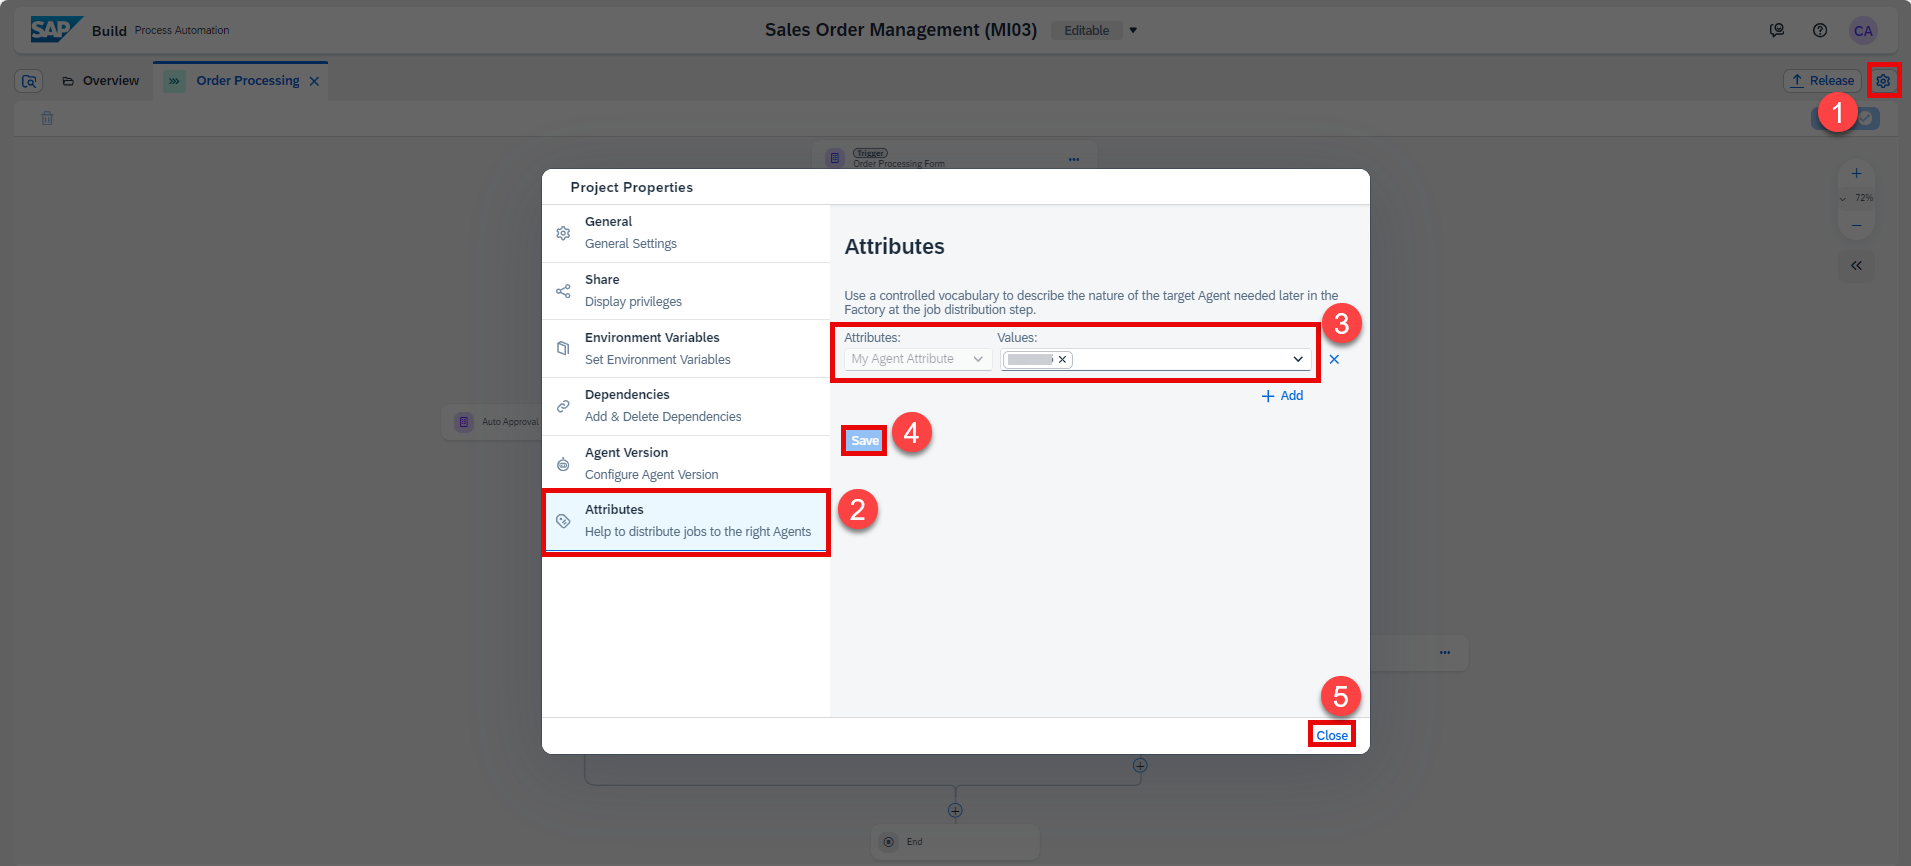 SAP Build Process Automation
Sales Order Management (MI03) Editable
CA
Overview
Order Processing
Release
1
Trigger
Order Processing Form
72%
Project Properties
General
General Settings
Share
Display privileges
Environment Variables
Set Environment Variables
Dependencies
Add & Delete Dependencies
Agent Version
Configure Agent Version
Attributes
Help to distribute jobs to the right Agents
2
Attributes
Use a controlled vocabulary to describe the nature of the target Agent needed later in the
Factory at the job distribution step.
3
Attributes: Values:
My Agent Attribute
Add
Save
4
Auto Approval
5
Close
End